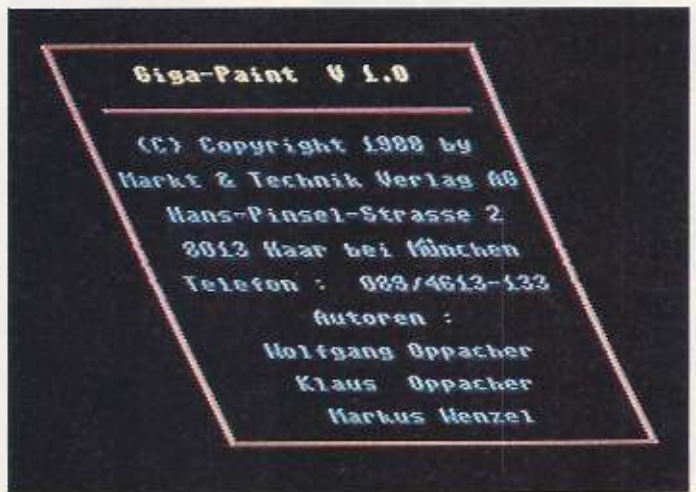 Giga-Paint V 1.0
(C) Copyright 1988 by
Markt & Technik Verlag AG
Hans-Pinsel-Strasse 2
8013 Haar bei München
Telefon : 089/4613-133
Autoren :
Wolfgang Oppacher
Klaus Oppacher
Markus Wenzel